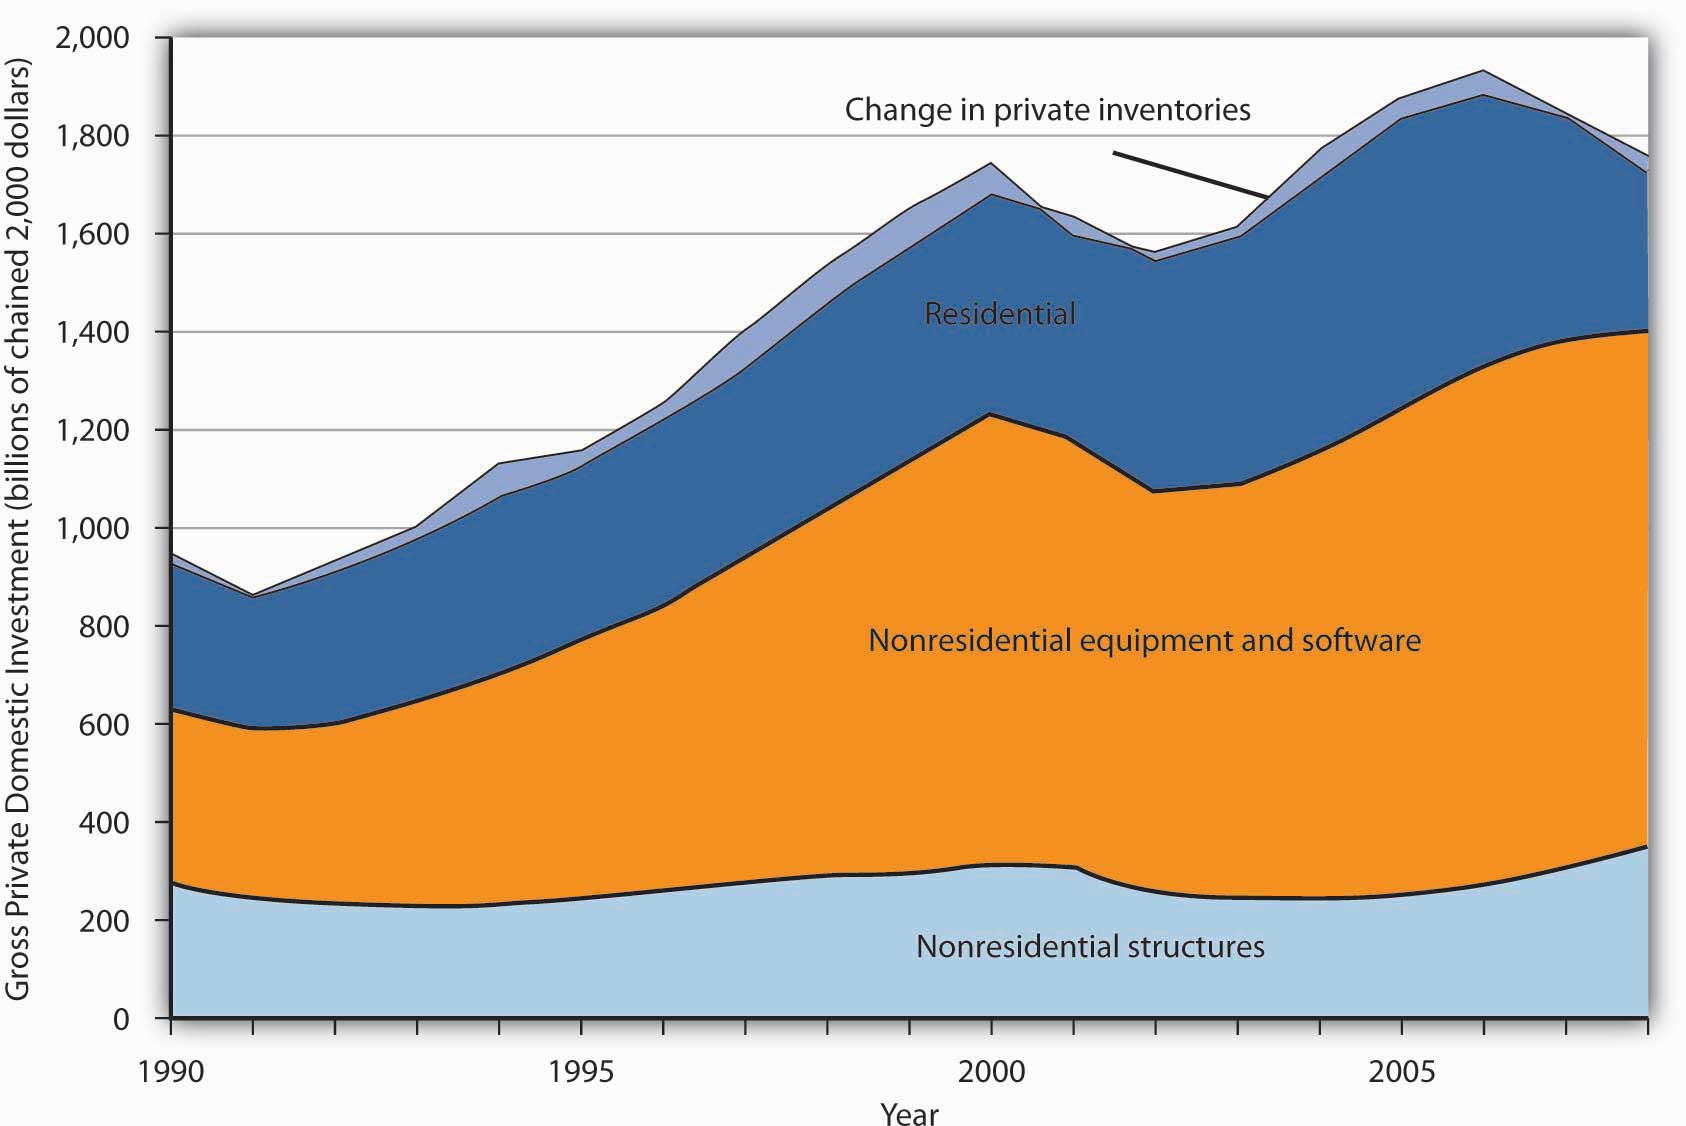 Gross Private Domestic Investment (billions of chained 2,000 dollars)
2,000
1,800
1,600
1,400
1,200
1,000
800
600
400
200
0
Change in private inventories
Residential
Nonresidential equipment and software
Nonresidential structures
1990 1995 2000 2005
Year